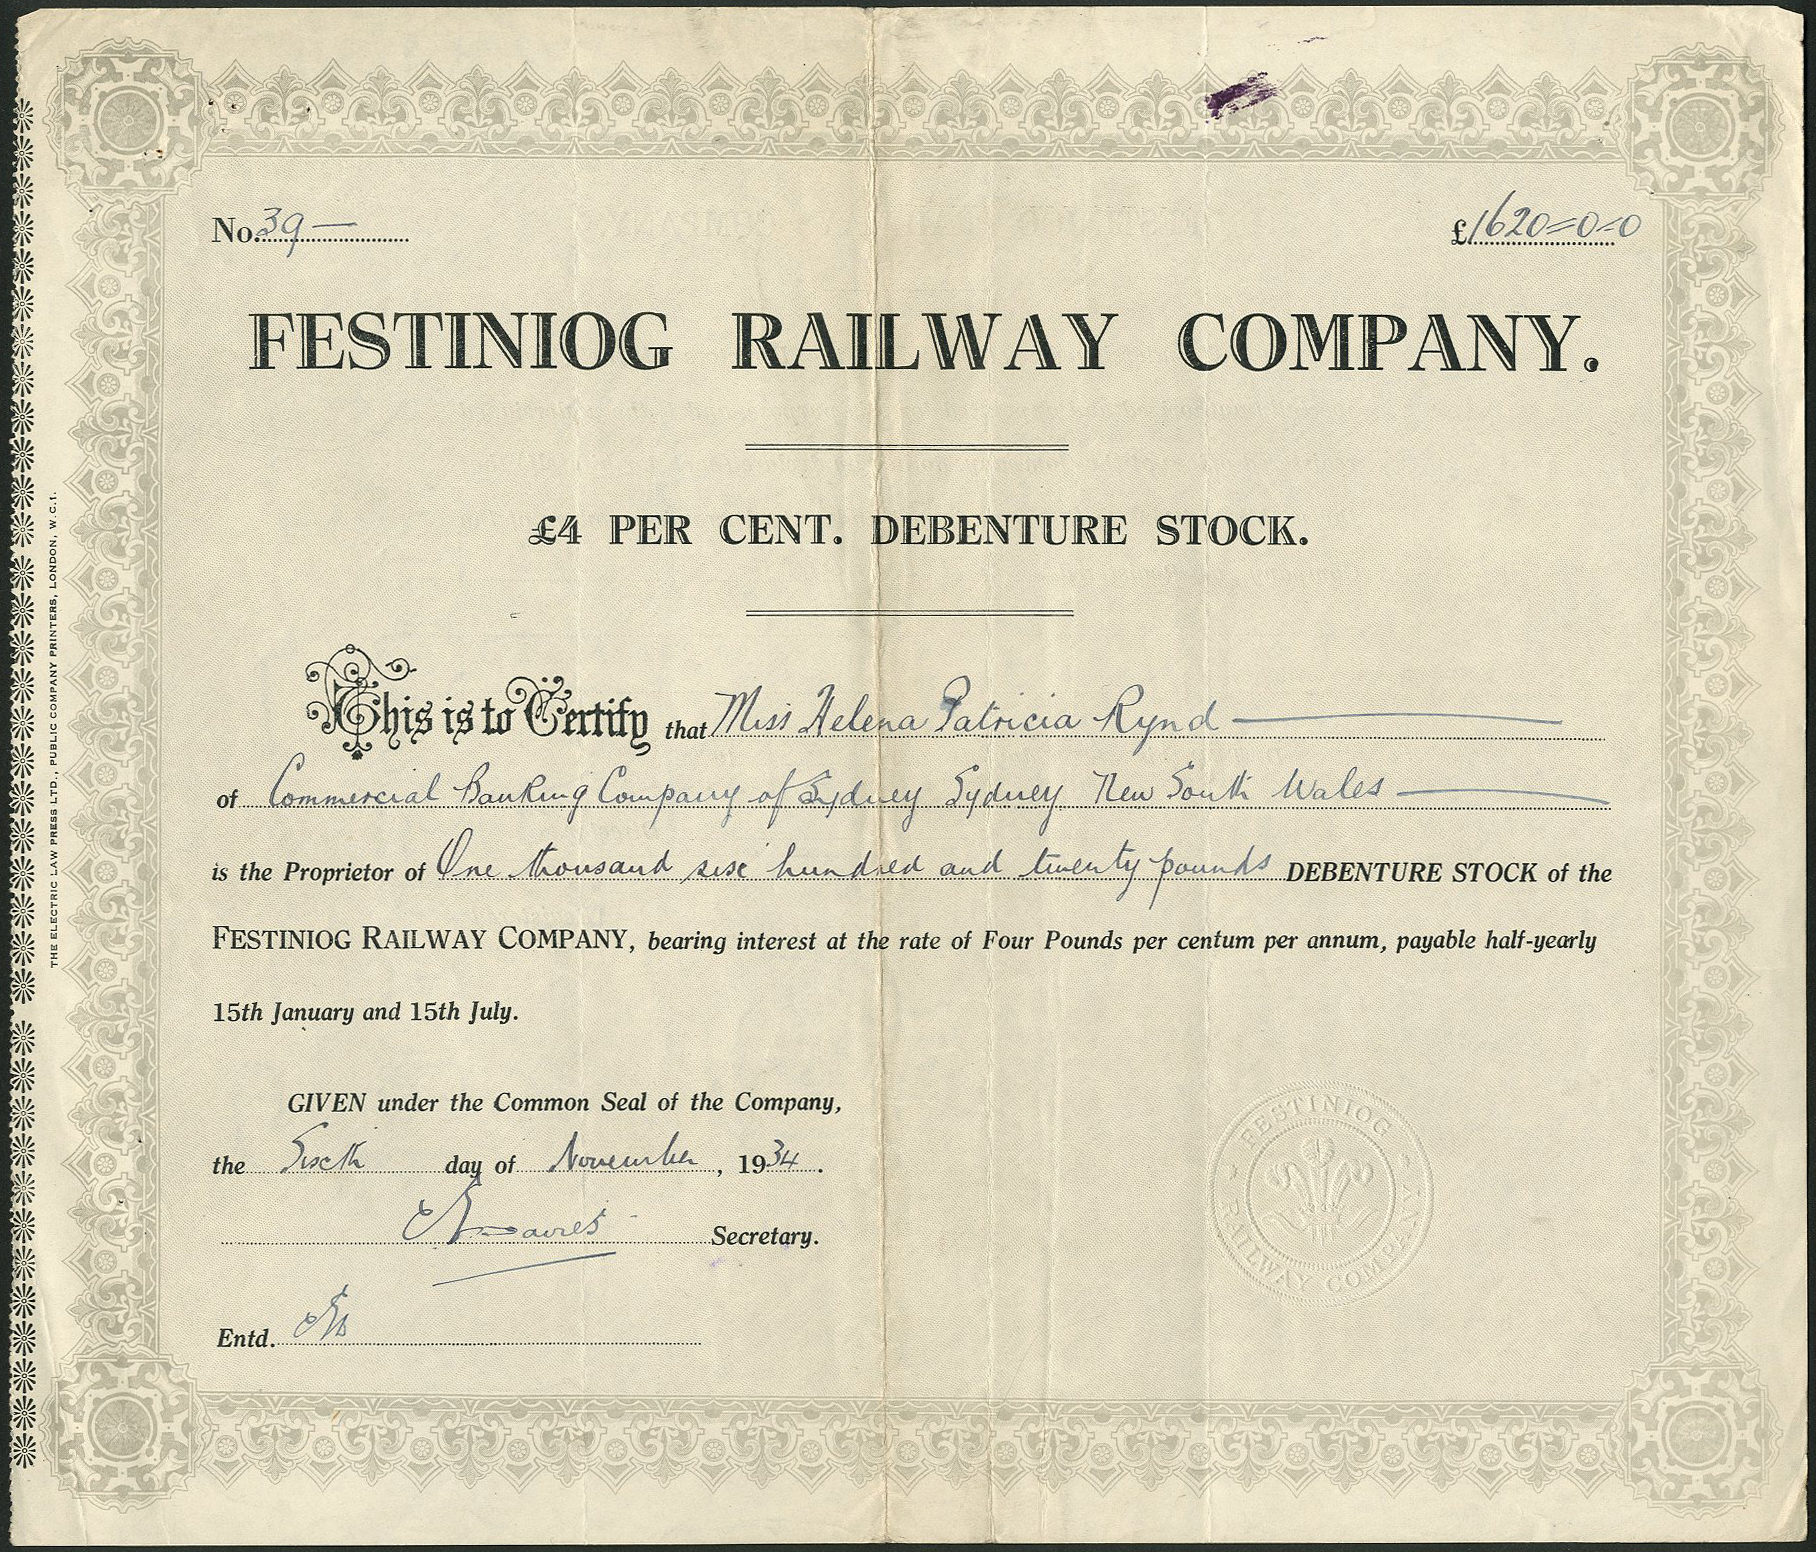 No. 39 —
£1620=0=0
FESTINIOG RAILWAY COMPANY.
£4 PER CENT. DEBENTURE STOCK.
This is to Certify that Miss Helena Patricia Rynd
of Commercial Banking Company of Sydney Sydney New South Wales
is the Proprietor of One thousand six hundred and twenty pounds DEBENTURE STOCK of the
FESTINIOG RAILWAY COMPANY, bearing interest at the rate of Four Pounds per centum per annum, payable half-yearly
15th January and 15th July.
GIVEN under the Common Seal of the Company,
the Sixth day of November, 1934.
Davies Secretary.
Entd.
FESTINIOG RAILWAY COMPANY
THE ELECTRIC LAW PRESS LTD., PUBLIC COMPANY PRINTERS, LONDON, W.C.1.